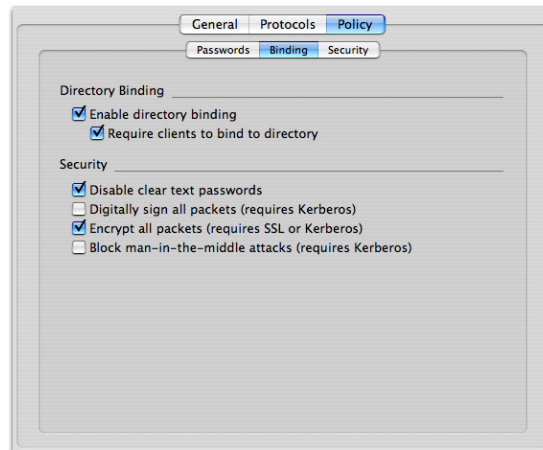 General Protocols Policy
Passwords Binding Security
Directory Binding
Enable directory binding
Require clients to bind to directory
Security
Disable clear text passwords
Digitally sign all packets (requires Kerberos)
Encrypt all packets (requires SSL or Kerberos)
Block man-in-the-middle attacks (requires Kerberos)